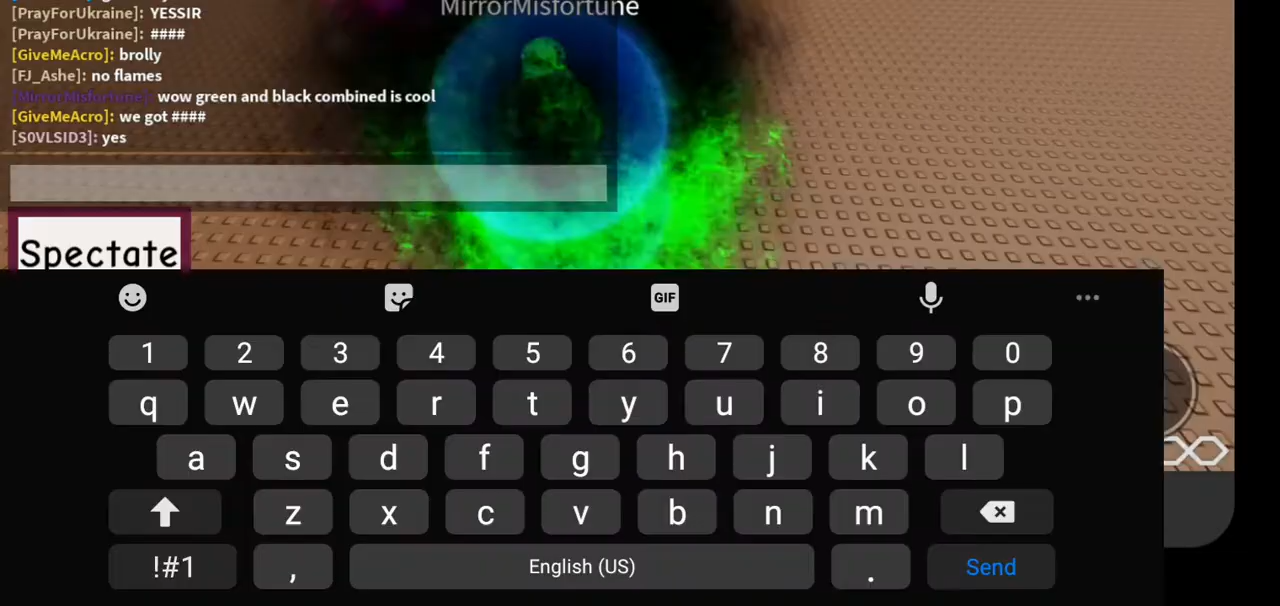 MirrorMisfortune
[PrayForUkraine]: YESSIR
[PrayForUkraine]: ####
[GiveMeAcro]: brolly
[FJ_Ashe]: no flames
[MirrorMisfortune]: wow green and black combined is cool
[GiveMeAcro]: we got ####
[S0VLSID3]: yes
Spectate
GIF
1 2 3 4 5 6 7 8 9 0
q w e r t y u i o p
a s d f g h j k l
z x c v b n m
!#1 , English (US) . Send